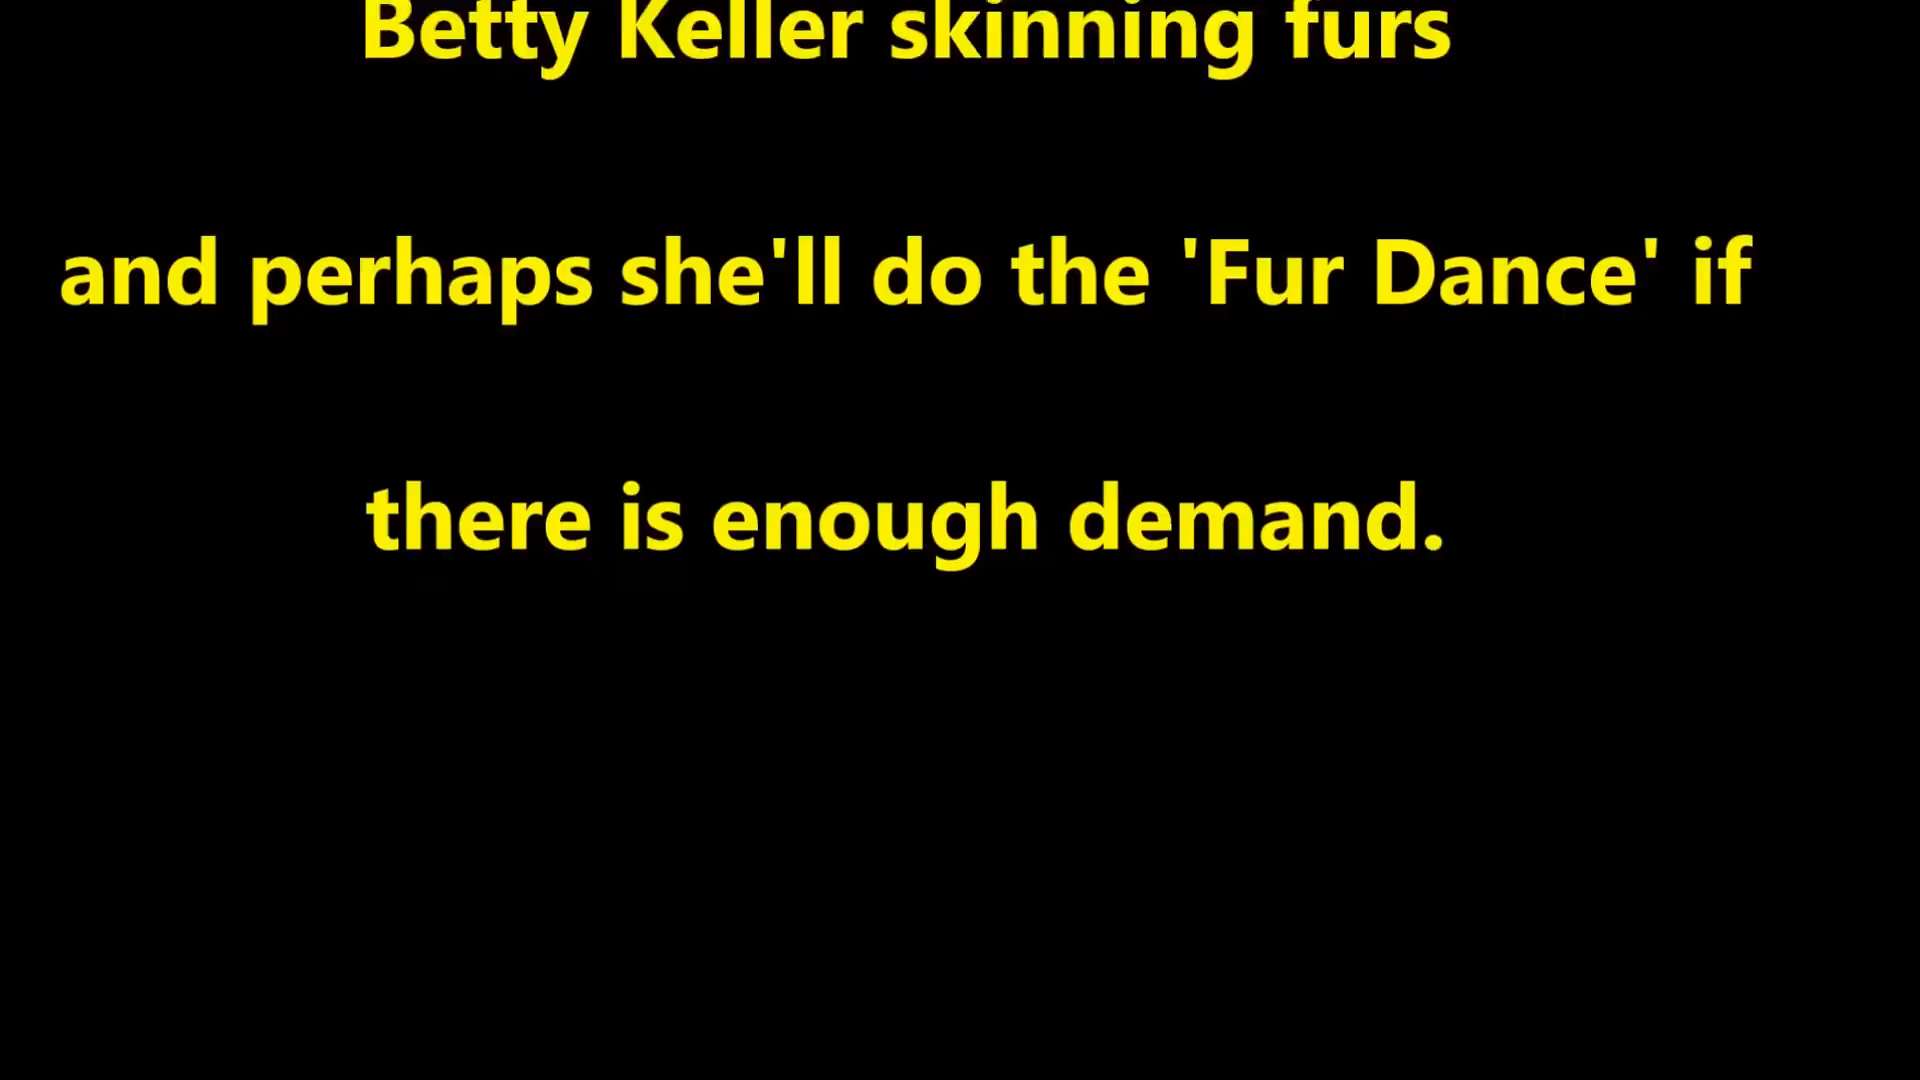 Betty Keller skinning furs
and perhaps she'll do the 'Fur Dance' if
there is enough demand.